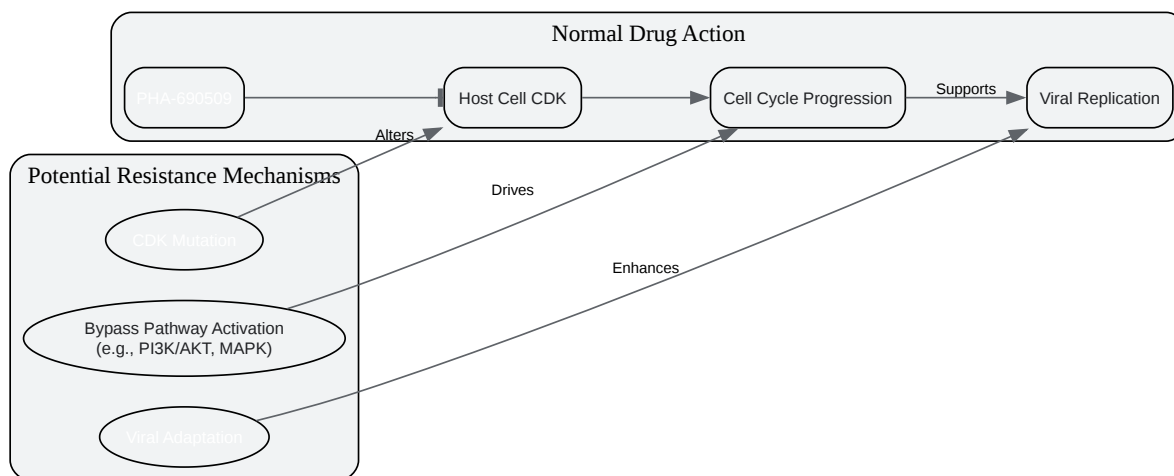 Normal Drug Action
PHA-690509
Host Cell CDK
Cell Cycle Progression
Supports
Viral Replication
Alters
Potential Resistance Mechanisms
Drives
CDK Mutation
Enhances
Bypass Pathway Activation
(e.g., PI3K/AKT, MAPK)
Viral Adaptation